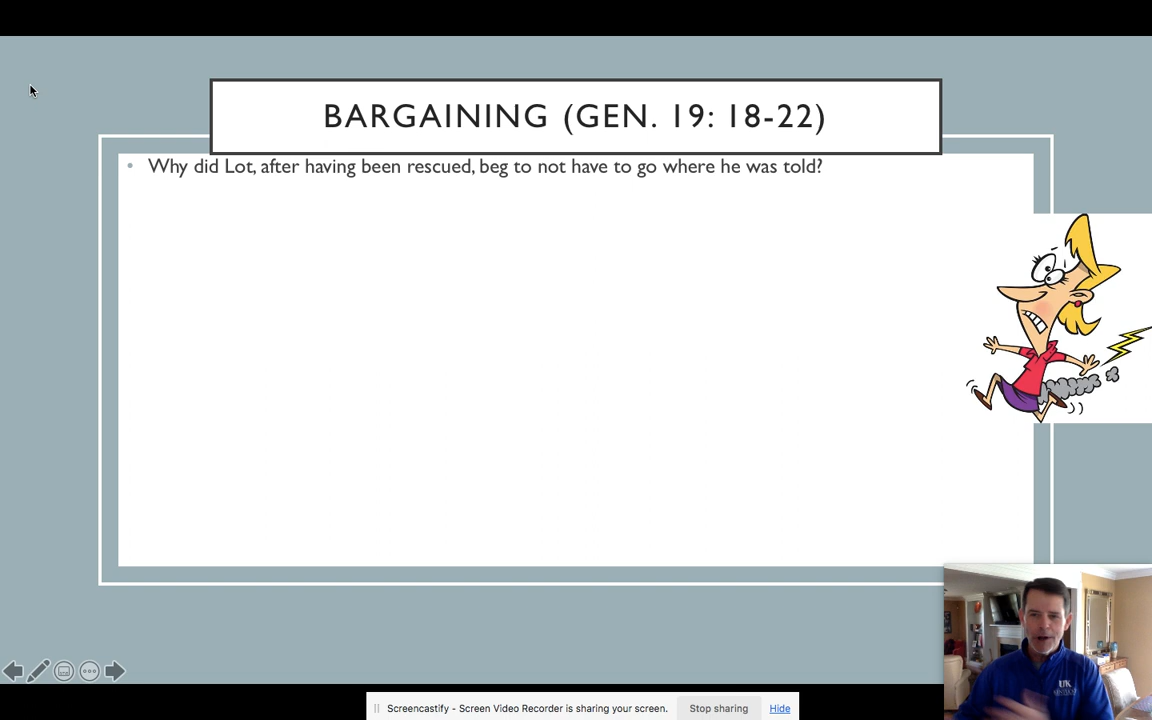 BARGAINING (GEN. 19: 18-22)
• Why did Lot, after having been rescued, beg to not have to go where he was told?
UK
Screencastify - Screen Video Recorder is sharing your screen. Stop sharing Hide